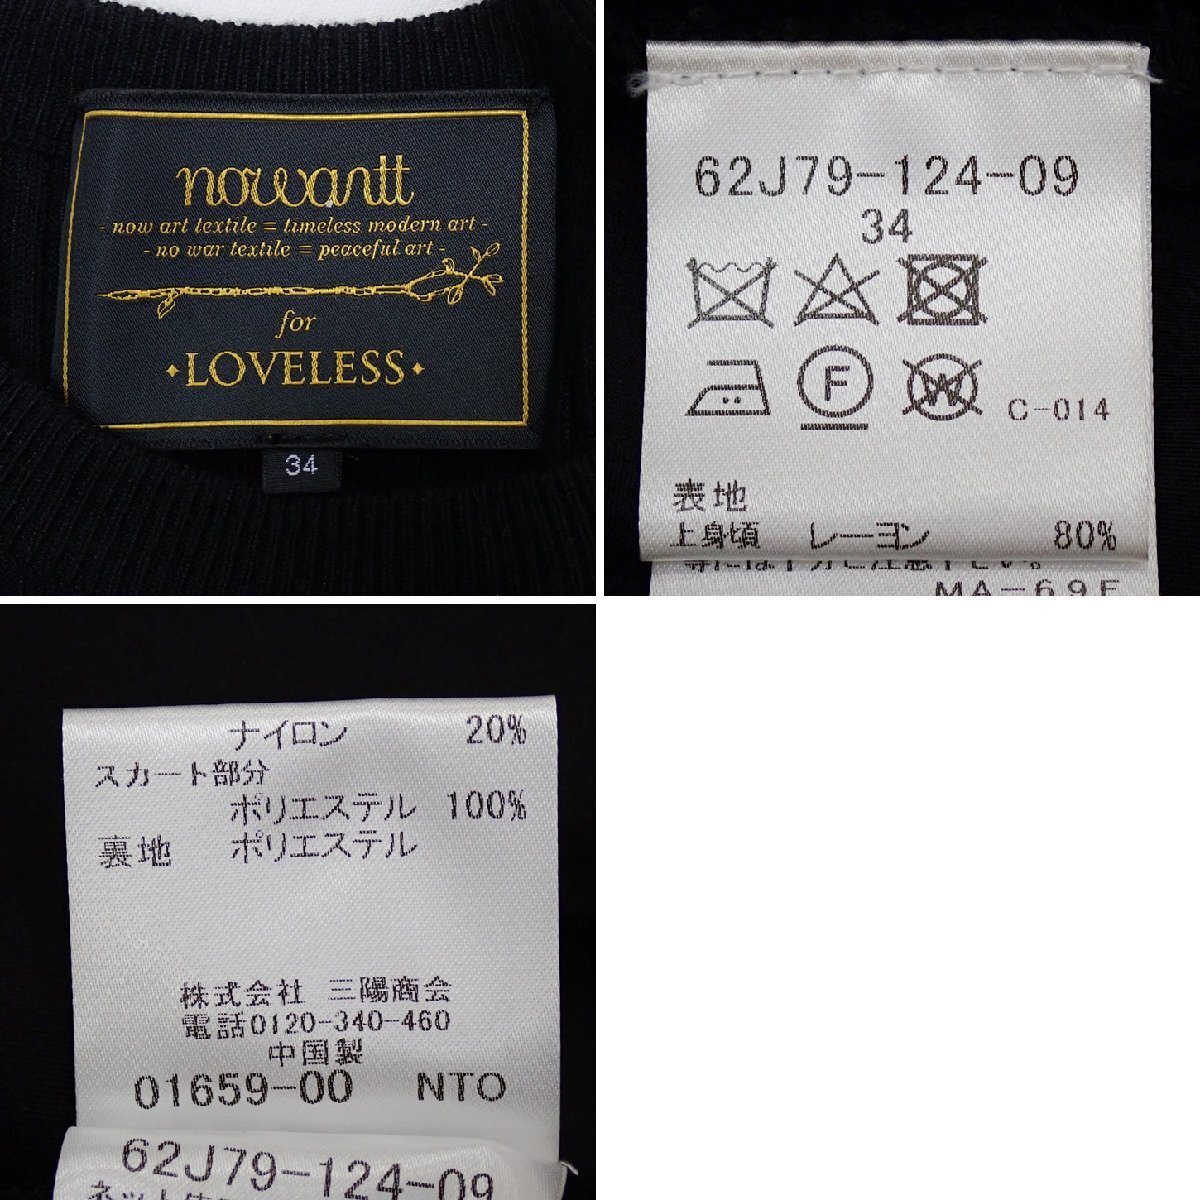 nowartt
- now art textile = timeless modern art -
- no war textile = peaceful art -
for
•LOVELESS•
34
62J79-124-09
34
F
W
C-014
表地
上身頃 レーヨン 80%
MA-69F
ナイロン 20%
スカート部分
ポリエステル 100%
裏地 ポリエステル
株式会社 三陽商会
電話0120-340-460
中国製
01659-00 NTO
62J79-124-09